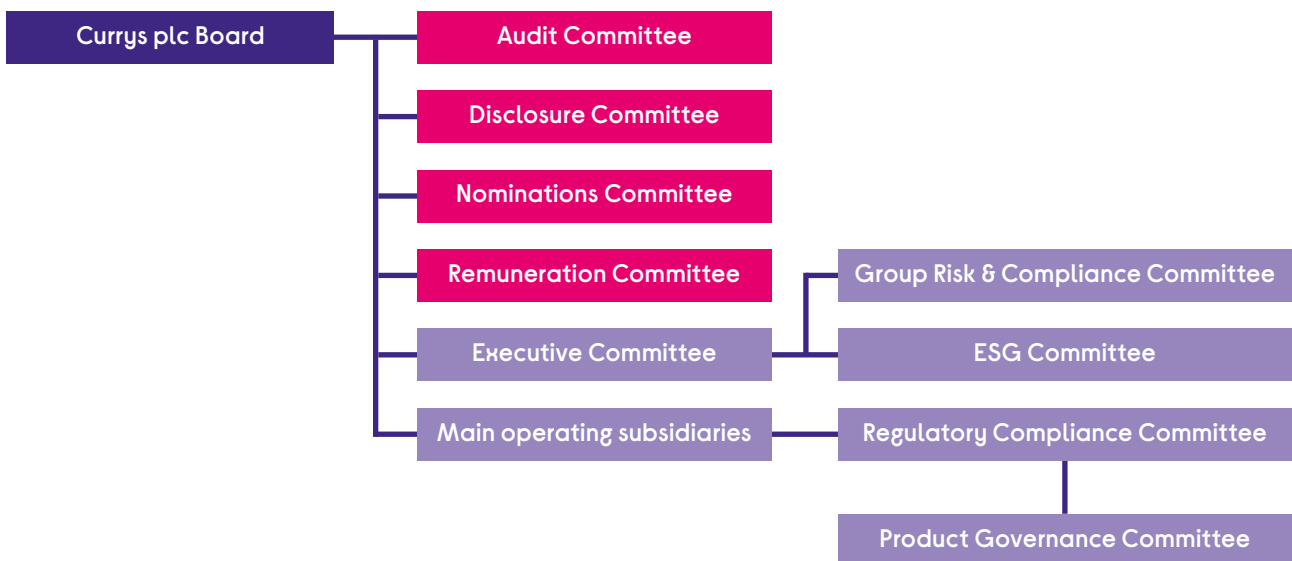 Currys plc Board
Audit Committee
Disclosure Committee
Nominations Committee
Remuneration Committee
Group Risk & Compliance Committee
Executive Committee
ESG Committee
Main operating subsidiaries
Regulatory Compliance Committee
Product Governance Committee